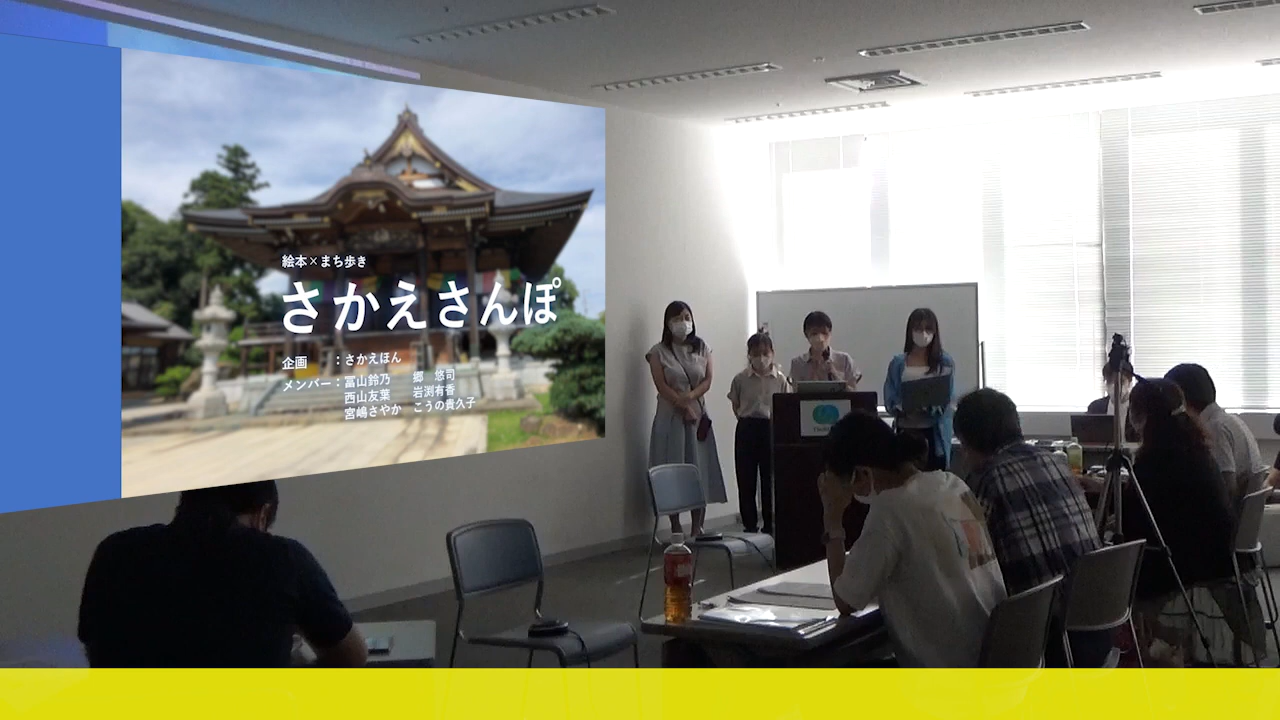 絵本×まち歩き
さかえさんぽ
企画　：さかえほん
メンバー：冨山鈴乃　郷　悠司
西山友葉　岩渕有香
宮嶋さやか　こうの貴久子